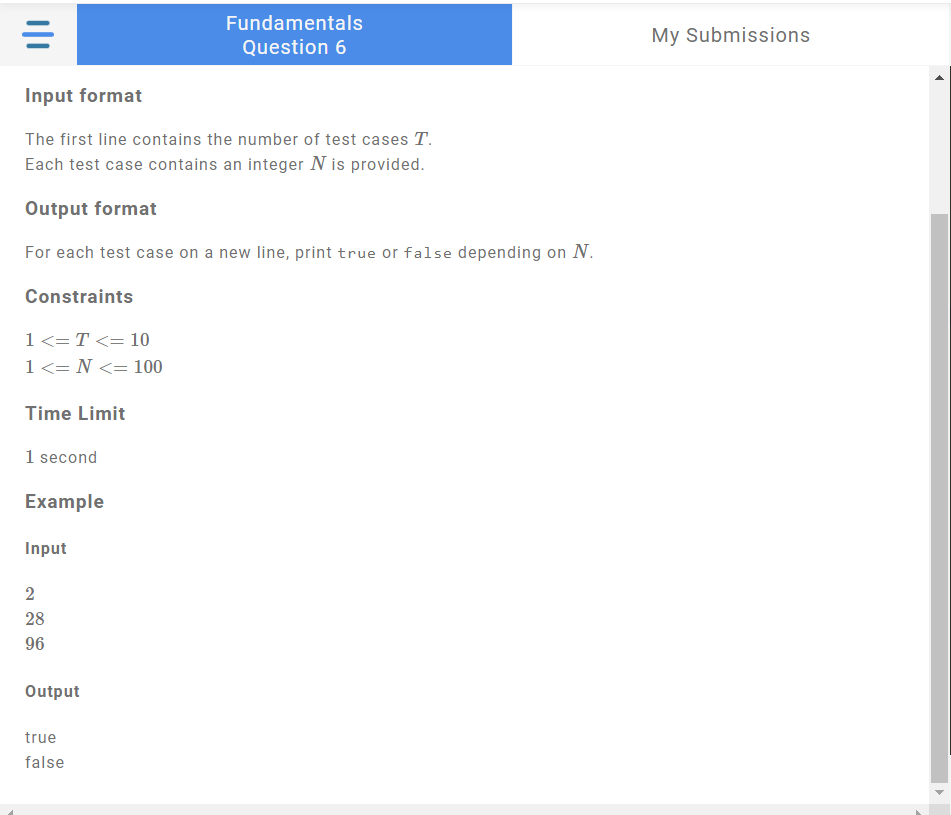 Fundamentals
Question 6
My Submissions
Input format
The first line contains the number of test cases T.
Each test case contains an integer N is provided.
Output format
For each test case on a new line, print true or false depending on N.
Constraints
1 <= T <= 10
1 <= N <= 100
Time Limit
1 second
Example
Input
2
28
96
Output
true
false